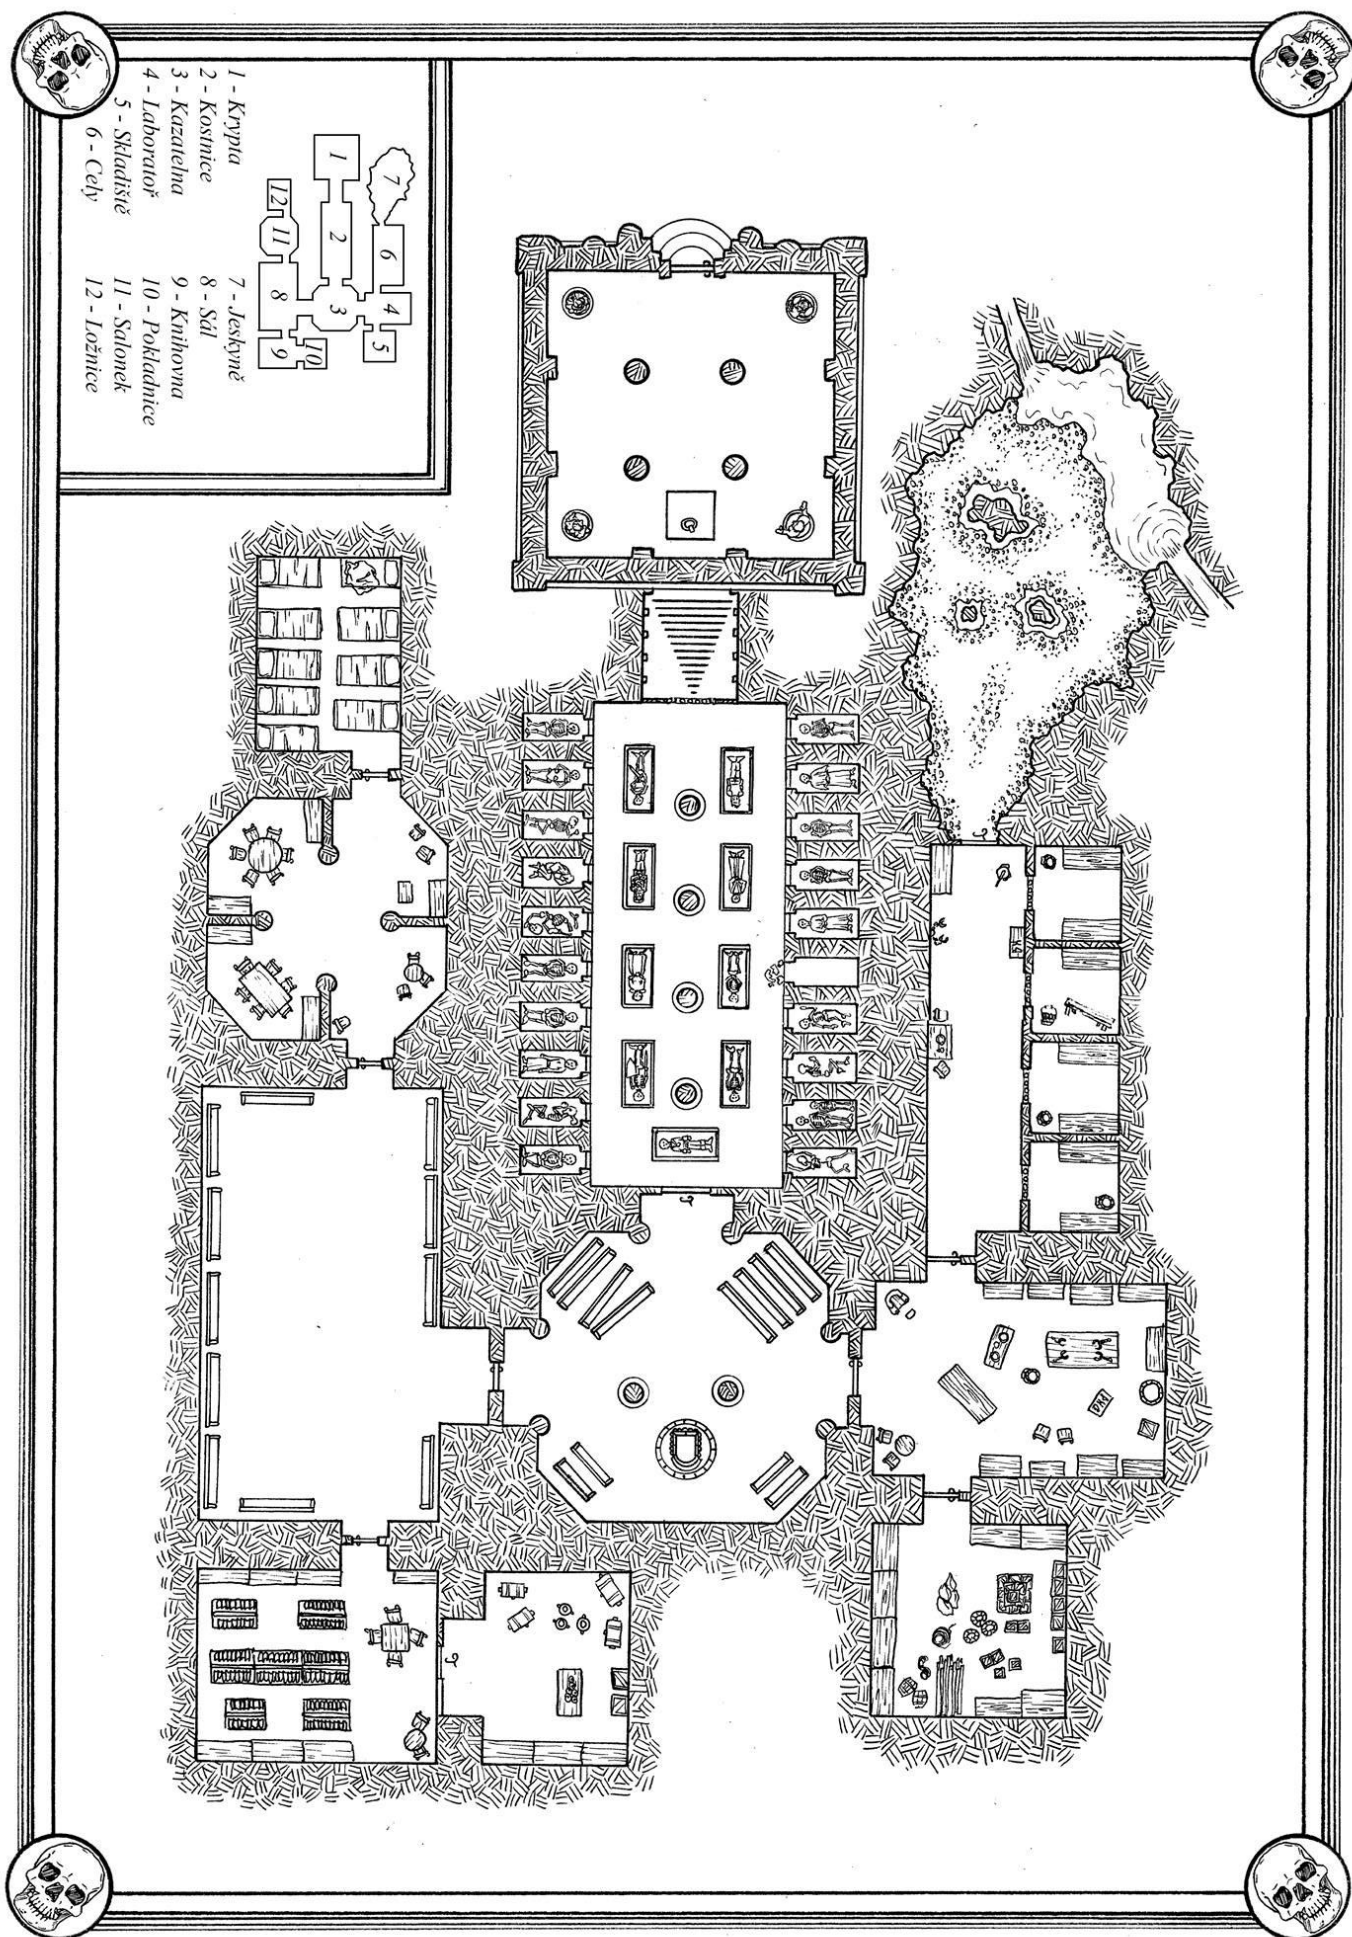 1 - Krypta
2 - Kostnice
3 - Kazatelna
4 - Laboratoř
5 - Skladiště
6 - Cely
7 - Jeskyně
8 - Sál
9 - Knihovna
10 - Pokladnice
11 - Salonek
12 - Ložnice
7
6
4
5
1
2
3
10
12
11
8
9